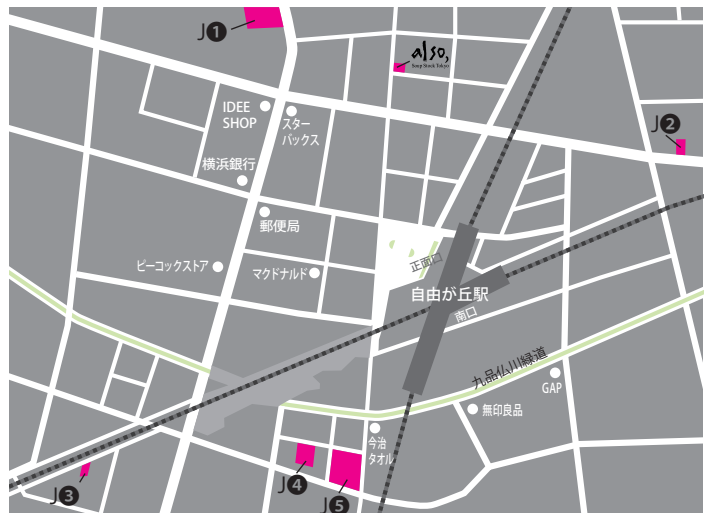 J❶
also,
Soup Stock Tokyo
IDEE
SHOP
スター
バックス
J❷
横浜銀行
郵便局
正面口
ピーコックストア
マクドナルド
自由が丘駅
南口
九品仏川緑道
GAP
無印良品
今治
タオル
J❸
J❹
J❺